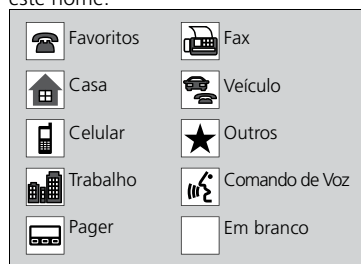 este nome:
Favoritos
Fax
Casa
Veículo
Celular
Outros
Trabalho
Comando de Voz
Pager
Em branco